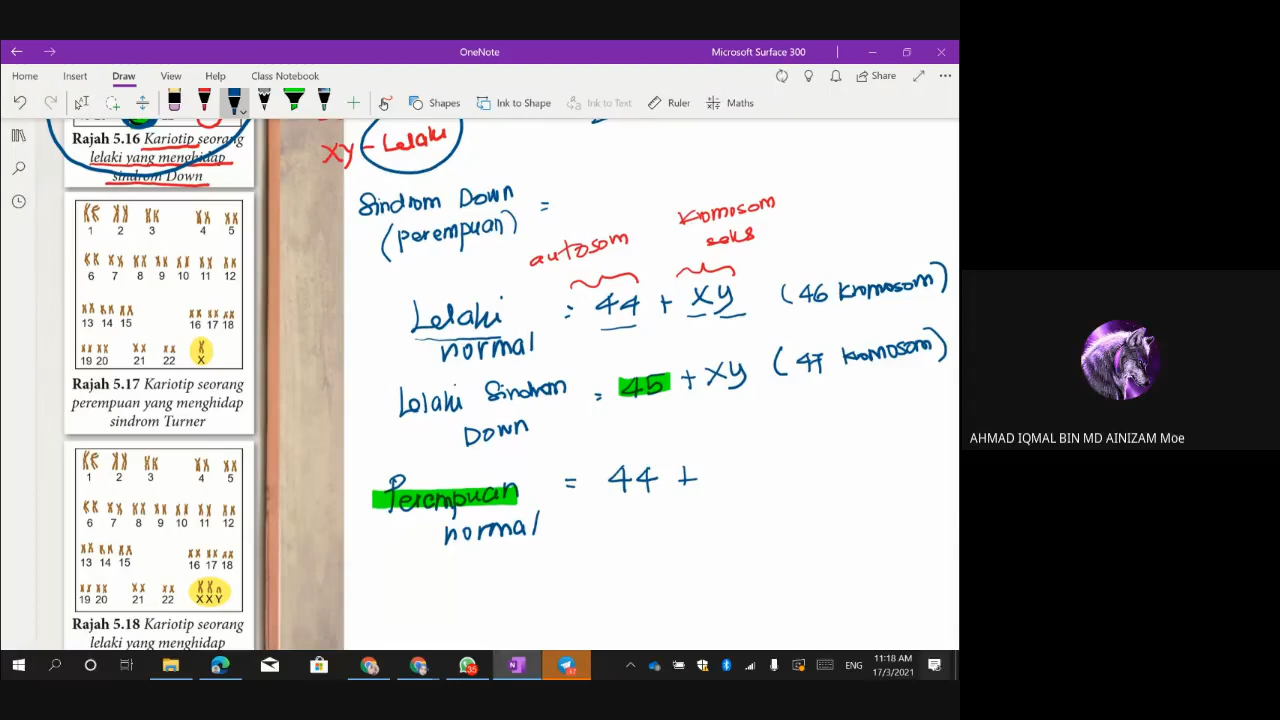 OneNote
Microsoft Surface 300
Home Insert Draw View Help Class Notebook
Share
Shapes Ink to Shape Ink to Text Ruler Maths
Rajah 5.16 Kariotip seorang
lelaki yang menghidap
sindrom Down
1 2 3 4 5
6 7 8 9 10 11 12
13 14 15 16 17 18
19 20 21 22 X
Rajah 5.17 Kariotip seorang
perempuan yang menghidap
sindrom Turner
1 2 3 4 5
6 7 8 9 10 11 12
13 14 15 16 17 18
19 20 21 22 X X Y
Rajah 5.18 Kariotip seorang
lelaki yang menghidap
XY - Lelaki
Sindrom Down =
(perempuan)
autosom
Kromosom
seks
Lelaki = 44 + XY (46 Kromosom)
normal
Lelaki Sindrom = 45 + XY (47 Kromosom)
Down
Perempuan = 44 +
normal
AHMAD IQMAL BIN MD AINIZAM Moe
35
ENG
11:18 AM
17/3/2021